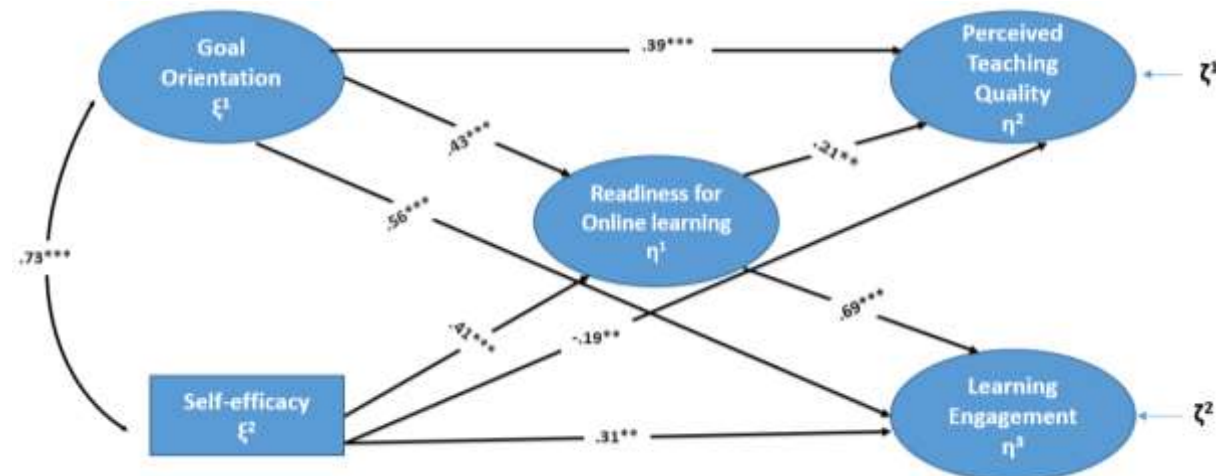 Goal
Orientation
ξ¹
.39***
Perceived
Teaching
Quality
η²
ζ¹
.43***
.21**
Readiness for
Online learning
η¹
.56***
.73***
.41***
-.19**
.69***
Self-efficacy
ξ²
.31**
Learning
Engagement
η³
ζ²